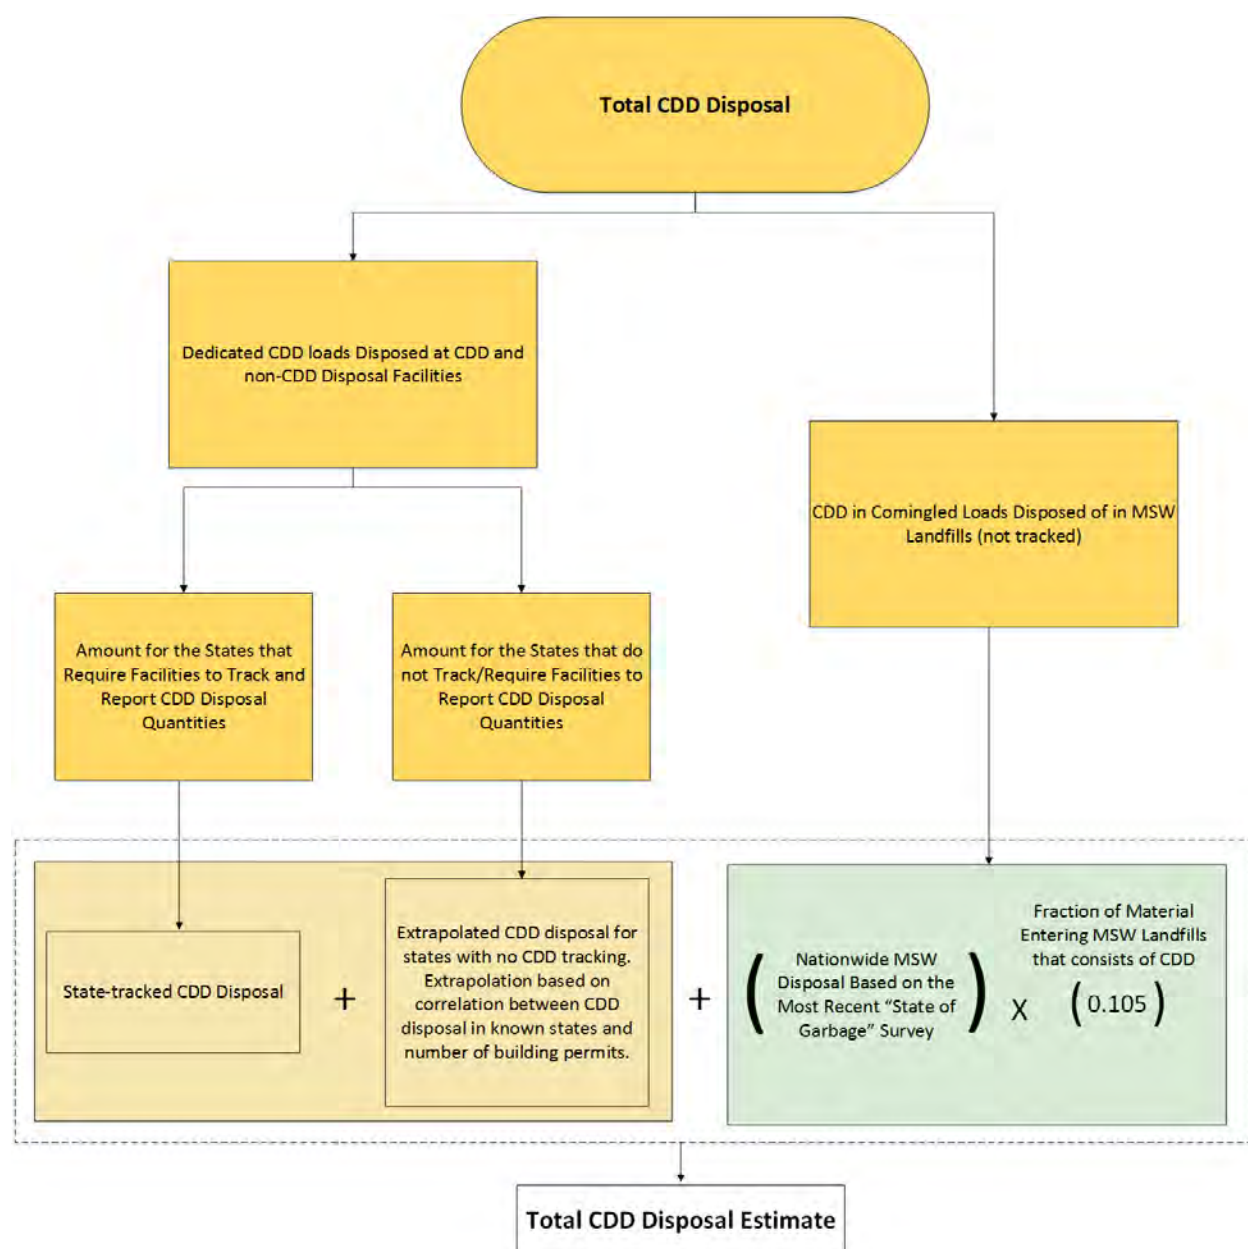 Total CDD Disposal
Dedicated CDD loads Disposed at CDD and
non-CDD Disposal Facilities
CDD in Comingled Loads Disposed of in MSW
Landfills (not tracked)
Amount for the States that
Require Facilities to Track and
Report CDD Disposal
Quantities
Amount for the States that do
not Track/Require Facilities to
Report CDD Disposal
Quantities
State-tracked CDD Disposal
+
Extrapolated CDD disposal for
states with no CDD tracking.
Extrapolation based on
correlation between CDD
disposal in known states and
number of building permits.
+
(
Nationwide MSW
Disposal Based on the
Most Recent “State of
Garbage” Survey
)
X
Fraction of Material
Entering MSW Landfills
that consists of CDD
(0.105)
Total CDD Disposal Estimate